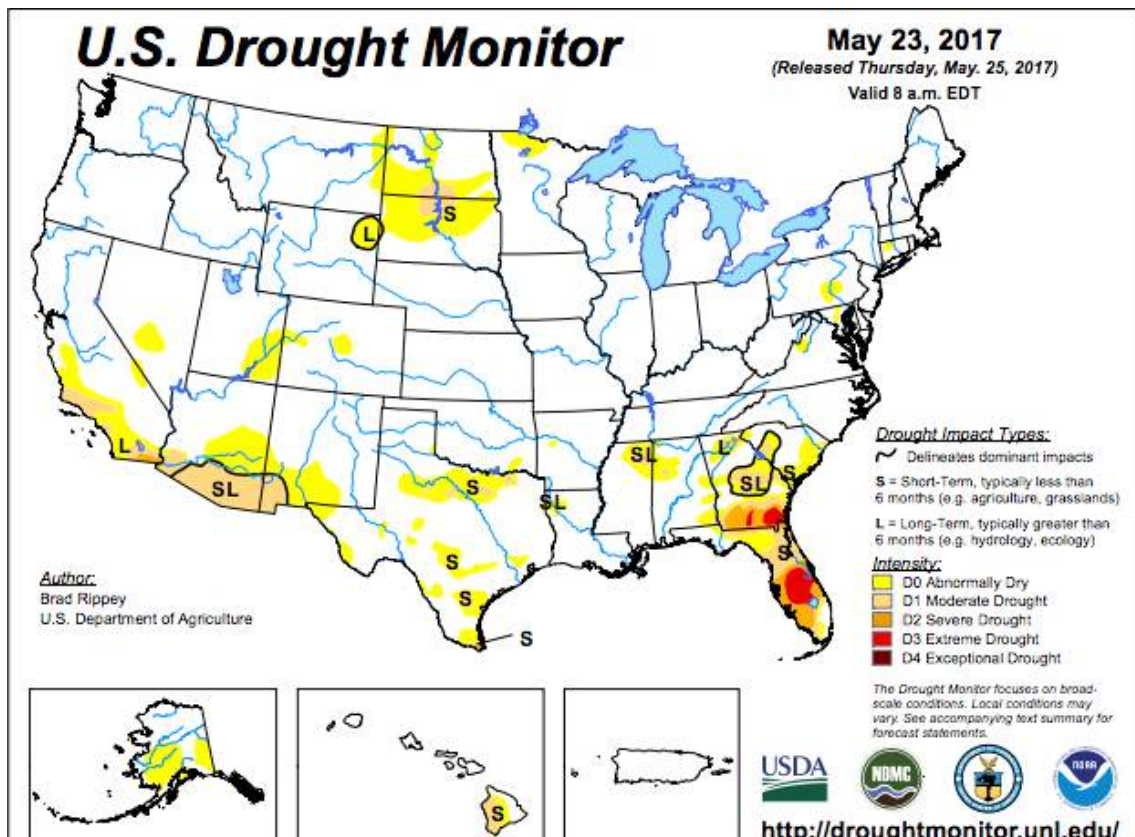 U.S. Drought Monitor
May 23, 2017
(Released Thursday, May. 25, 2017)
Valid 8 a.m. EDT
S
L
L
SL
S
SL
S
S
S
SL
SL
L
S
SL
S
S
Drought Impact Types:
Delineates dominant impacts
S = Short-Term, typically less than
6 months (e.g. agriculture, grasslands)
L = Long-Term, typically greater than
6 months (e.g. hydrology, ecology)
Intensity:
D0 Abnormally Dry
D1 Moderate Drought
D2 Severe Drought
D3 Extreme Drought
D4 Exceptional Drought
Author:
Brad Rippey
U.S. Department of Agriculture
The Drought Monitor focuses on broad-
scale conditions. Local conditions may
vary. See accompanying text summary for
forecast statements.
S
USDA
NDMC
NOAA
http://droughtmonitor.unl.edu/